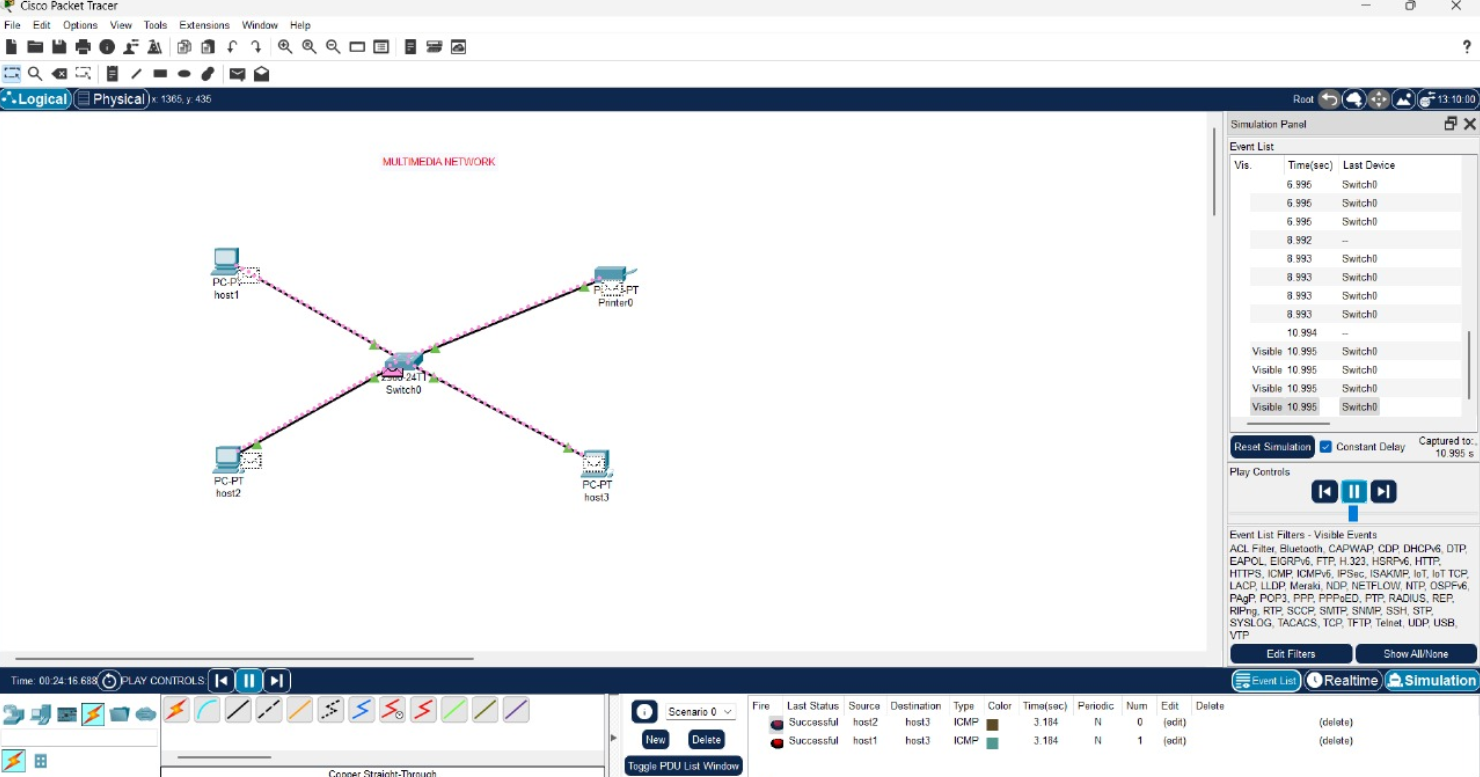 Cisco Packet Tracer
File Edit Options View Tools Extensions Window Help
?
Logical Physical x: 1365, y: 435
Root 13:10:00
MULTIMEDIA NETWORK
PC-PT
host1
Printer0
2960-24TT
Switch0
PC-PT
host2
PC-PT
host3
Simulation Panel
Event List
Vis. Time(sec) Last Device
6.995 Switch0
6.995 Switch0
6.995 Switch0
8.992 --
8.993 Switch0
8.993 Switch0
8.993 Switch0
8.993 Switch0
10.994 --
Visible 10.995 Switch0
Visible 10.995 Switch0
Visible 10.995 Switch0
Visible 10.995 Switch0
Reset Simulation Constant Delay Captured to:
10.995 s
Play Controls
Event List Filters - Visible Events
ACL Filter, Bluetooth, CAPWAP, CDP, DHCPv6, DTP,
EAPOL, EIGRPv6, FTP, H.323, HSRPv6, HTTP,
HTTPS, ICMP, ICMPv6, IPSec, ISAKMP, IoT, IoT TCP,
LACP, LLDP, Meraki, NDP, NETFLOW, NTP, OSPFv6,
PAgP, POP3, PPP, PPPoED, PTP, RADIUS, REP,
RIPng, RTP, SCCP, SMTP, SNMP, SSH, STP,
SYSLOG, TACACS, TCP, TFTP, Telnet, UDP, USB,
VTP
Edit Filters Show All/None
Time: 00:24:16.688 PLAY CONTROLS:
Event List Realtime Simulation
Scenario 0
New Delete
Toggle PDU List Window
Fire Last Status Source Destination Type Color Time(sec) Periodic Num Edit Delete
Successful host2 host3 ICMP 3.184 N 0 (edit) (delete)
Successful host1 host3 ICMP 3.184 N 1 (edit) (delete)
Copper Straight-Through